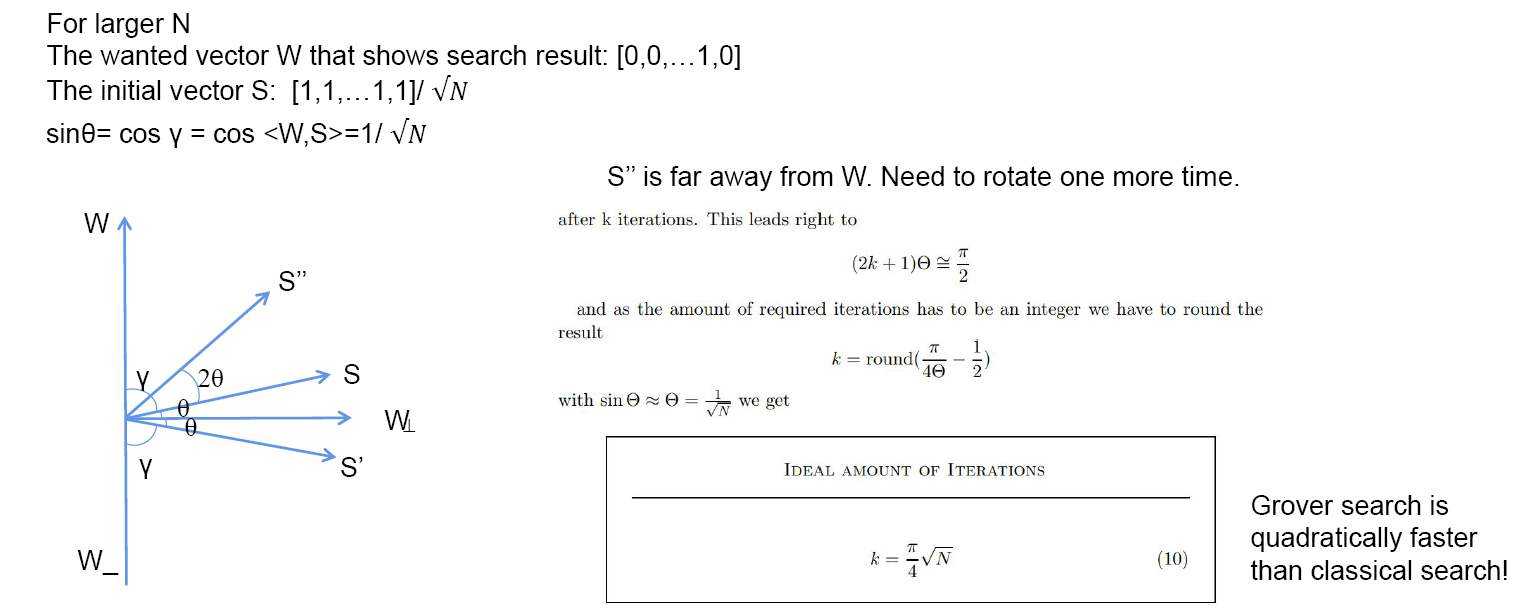 For larger N
The wanted vector W that shows search result: [0,0,…1,0]
The initial vector S:  [1,1,…1,1]/ √N
sinθ= cos γ = cos <W,S>=1/ √N
S” is far away from W. Need to rotate one more time.
after k iterations. This leads right to
(2k + 1)Θ ≅ π/2
and as the amount of required iterations has to be an integer we have to round the
result
k = round(π/4Θ − 1/2)
with sin Θ ≈ Θ = 1/√N we get
IDEAL AMOUNT OF ITERATIONS
k = π/4 √N (10)
Grover search is
quadratically faster
than classical search!
W
S”
γ
2θ
S
θ
W⊥
θ
γ
S’
W_